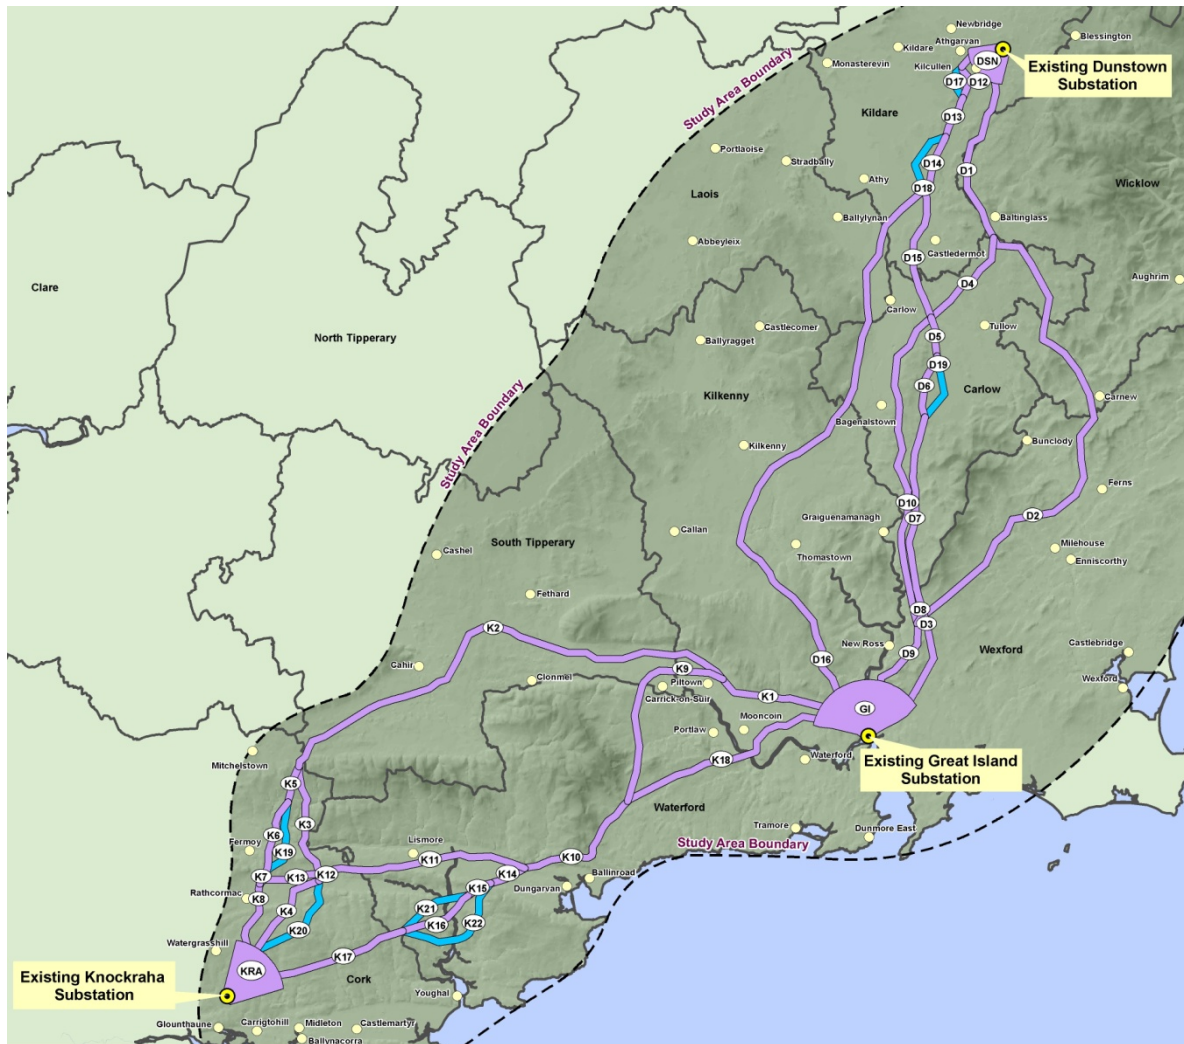 Newbridge
Blessington
Athgarvan
Kildare
DSN
Existing Dunstown
Substation
Monasterevin
Kilcullen
D17
D12
Study Area Boundary
Kildare
D13
Portlaoise
Stradbally
D14
D1
Wicklow
Athy
D18
Laois
Ballylynan
Baltinglass
Abbeyleix
Castledermot
D15
Aughrim
Clare
D4
Carlow
North Tipperary
Castlecomer
Tullow
Ballyragget
D5
D19
D6
Carlow
Kilkenny
Carnew
Bagenalstown
Study Area Boundary
Bunclody
Kilkenny
Ferns
D10
D7
D2
Graiguenamanagh
Callan
South Tipperary
Thomastown
Milehouse
Cashel
Enniscorthy
Fethard
D8
D3
K2
New Ross
Castlebridge
Wexford
D9
D16
Cahir
K9
Clonmel
Piltown
Wexford
Carrick-on-Suir
K1
GI
Mooncoin
Portlaw
Existing Great Island
Substation
Mitchelstown
K18
Waterford
K5
Waterford
K3
Tramore
K6
Dunmore East
Study Area Boundary
Fermoy
K19
Lismore
K11
K10
K7
K13
K12
K14
Ballinroad
K15
Dungarvan
Rathcormac
K8
K4
K21
K16
K22
K20
Watergrasshill
K17
KRA
Existing Knockraha
Substation
Cork
Youghal
Glounthaune
Carrigtohill
Midleton
Castlemartyr
Ballynacorra